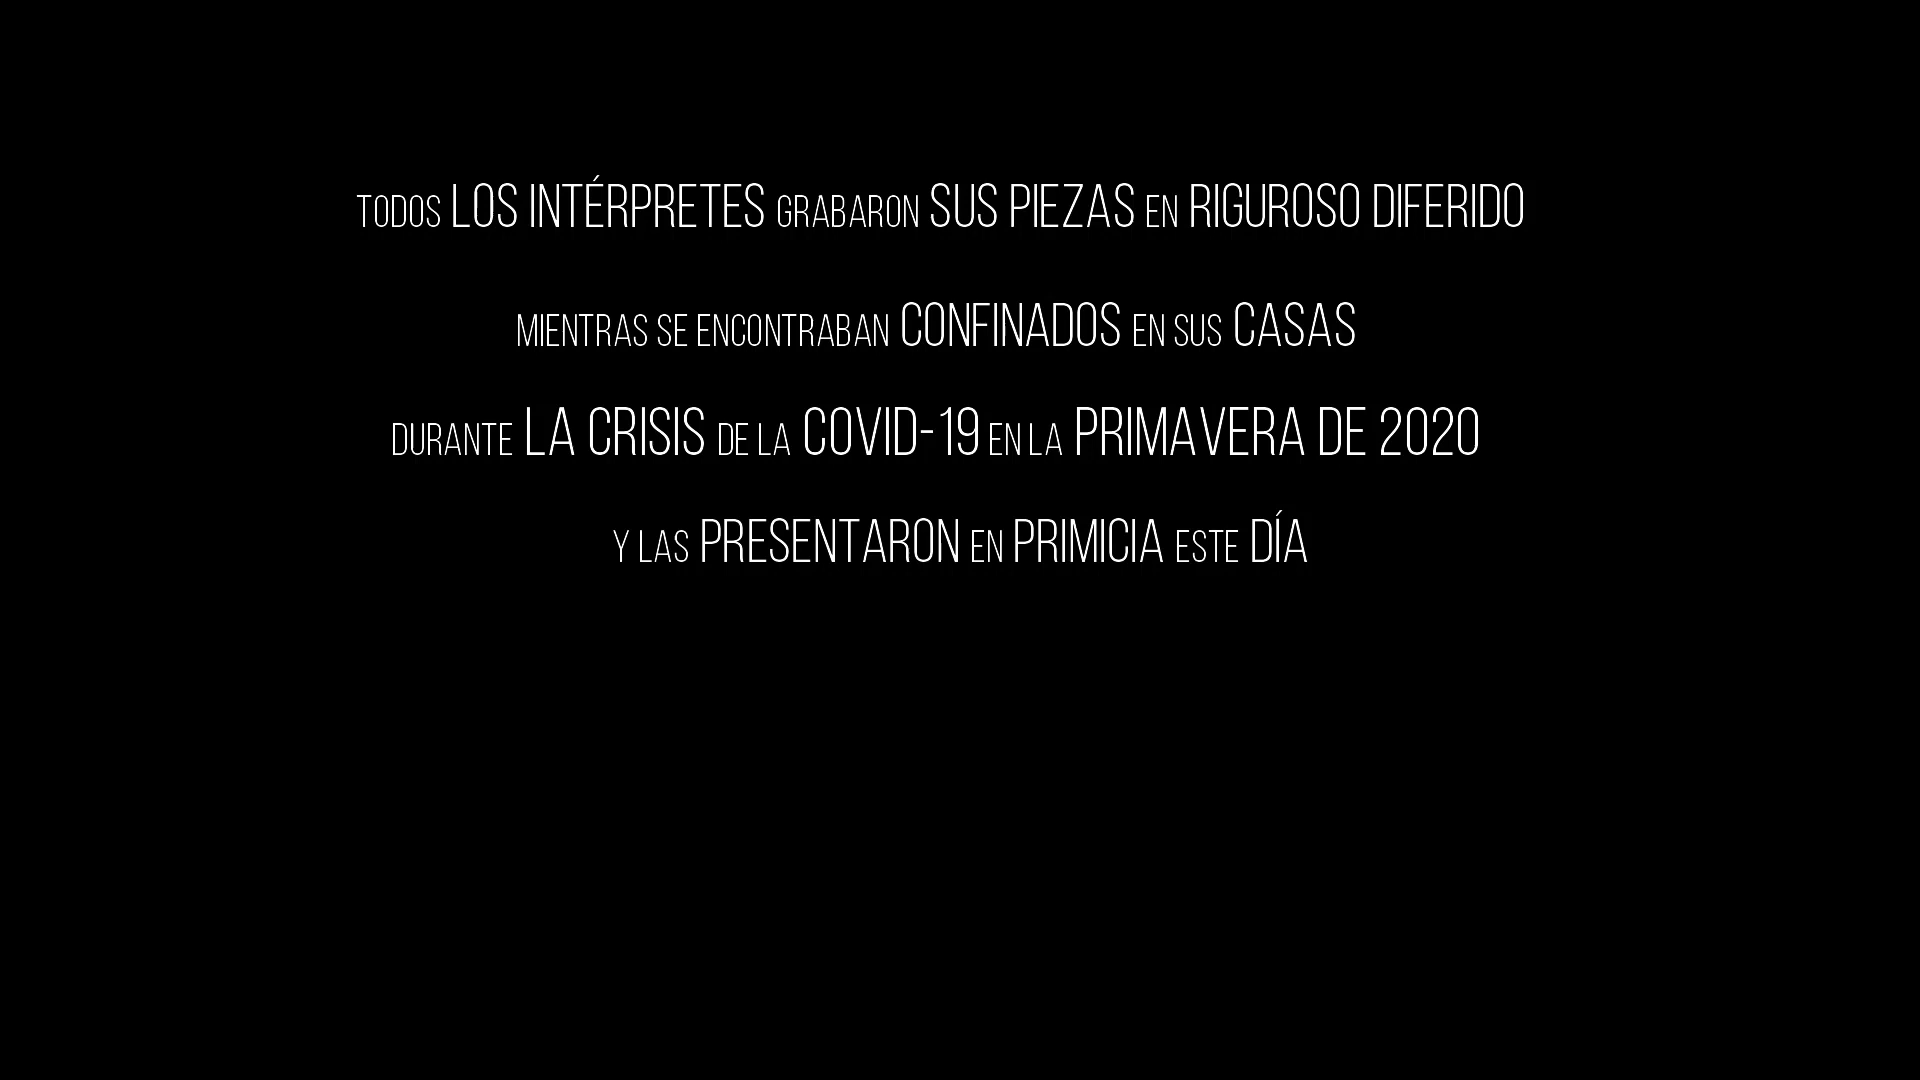 TODOS LOS INTÉRPRETES GRABARON SUS PIEZAS EN RIGUROSO DIFERIDO
MIENTRAS SE ENCONTRABAN CONFINADOS EN SUS CASAS
DURANTE LA CRISIS DE LA COVID-19 EN LA PRIMAVERA DE 2020
Y LAS PRESENTARON EN PRIMICIA ESTE DÍA